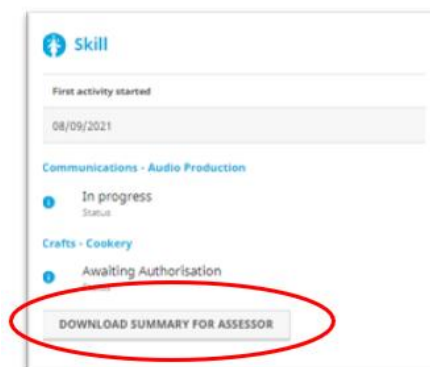 Skill
First activity started
08/09/2021
Communications - Audio Production
In progress
Status
Crafts - Cookery
Awaiting Authorisation
Status
DOWNLOAD SUMMARY FOR ASSESSOR